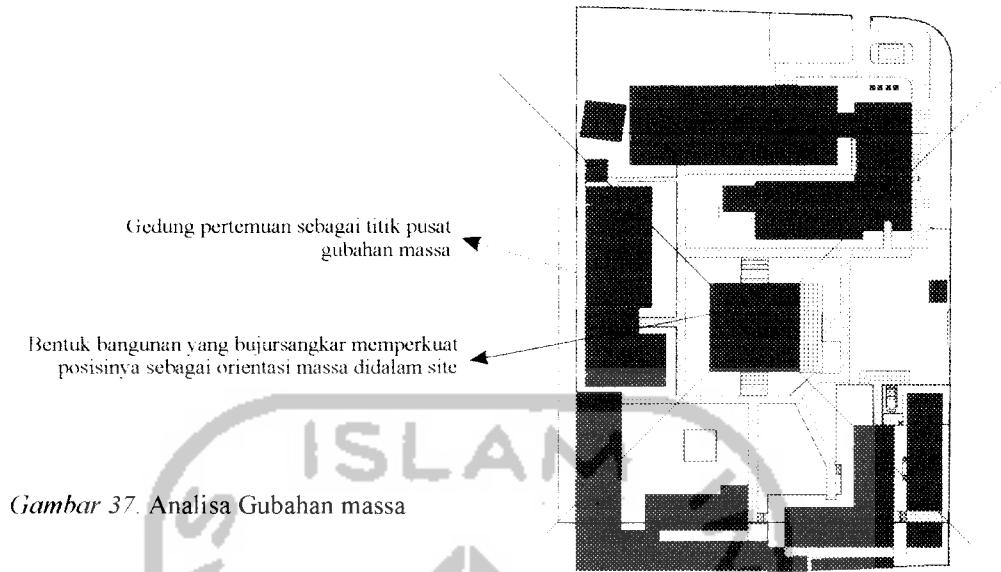 Gedung pertemuan sebagai titik pusat
gubahan massa
Bentuk bangunan yang bujursangkar memperkuat
posisinya sebagai orientasi massa didalam site
ISLAM
Gambar 37. Analisa Gubahan massa